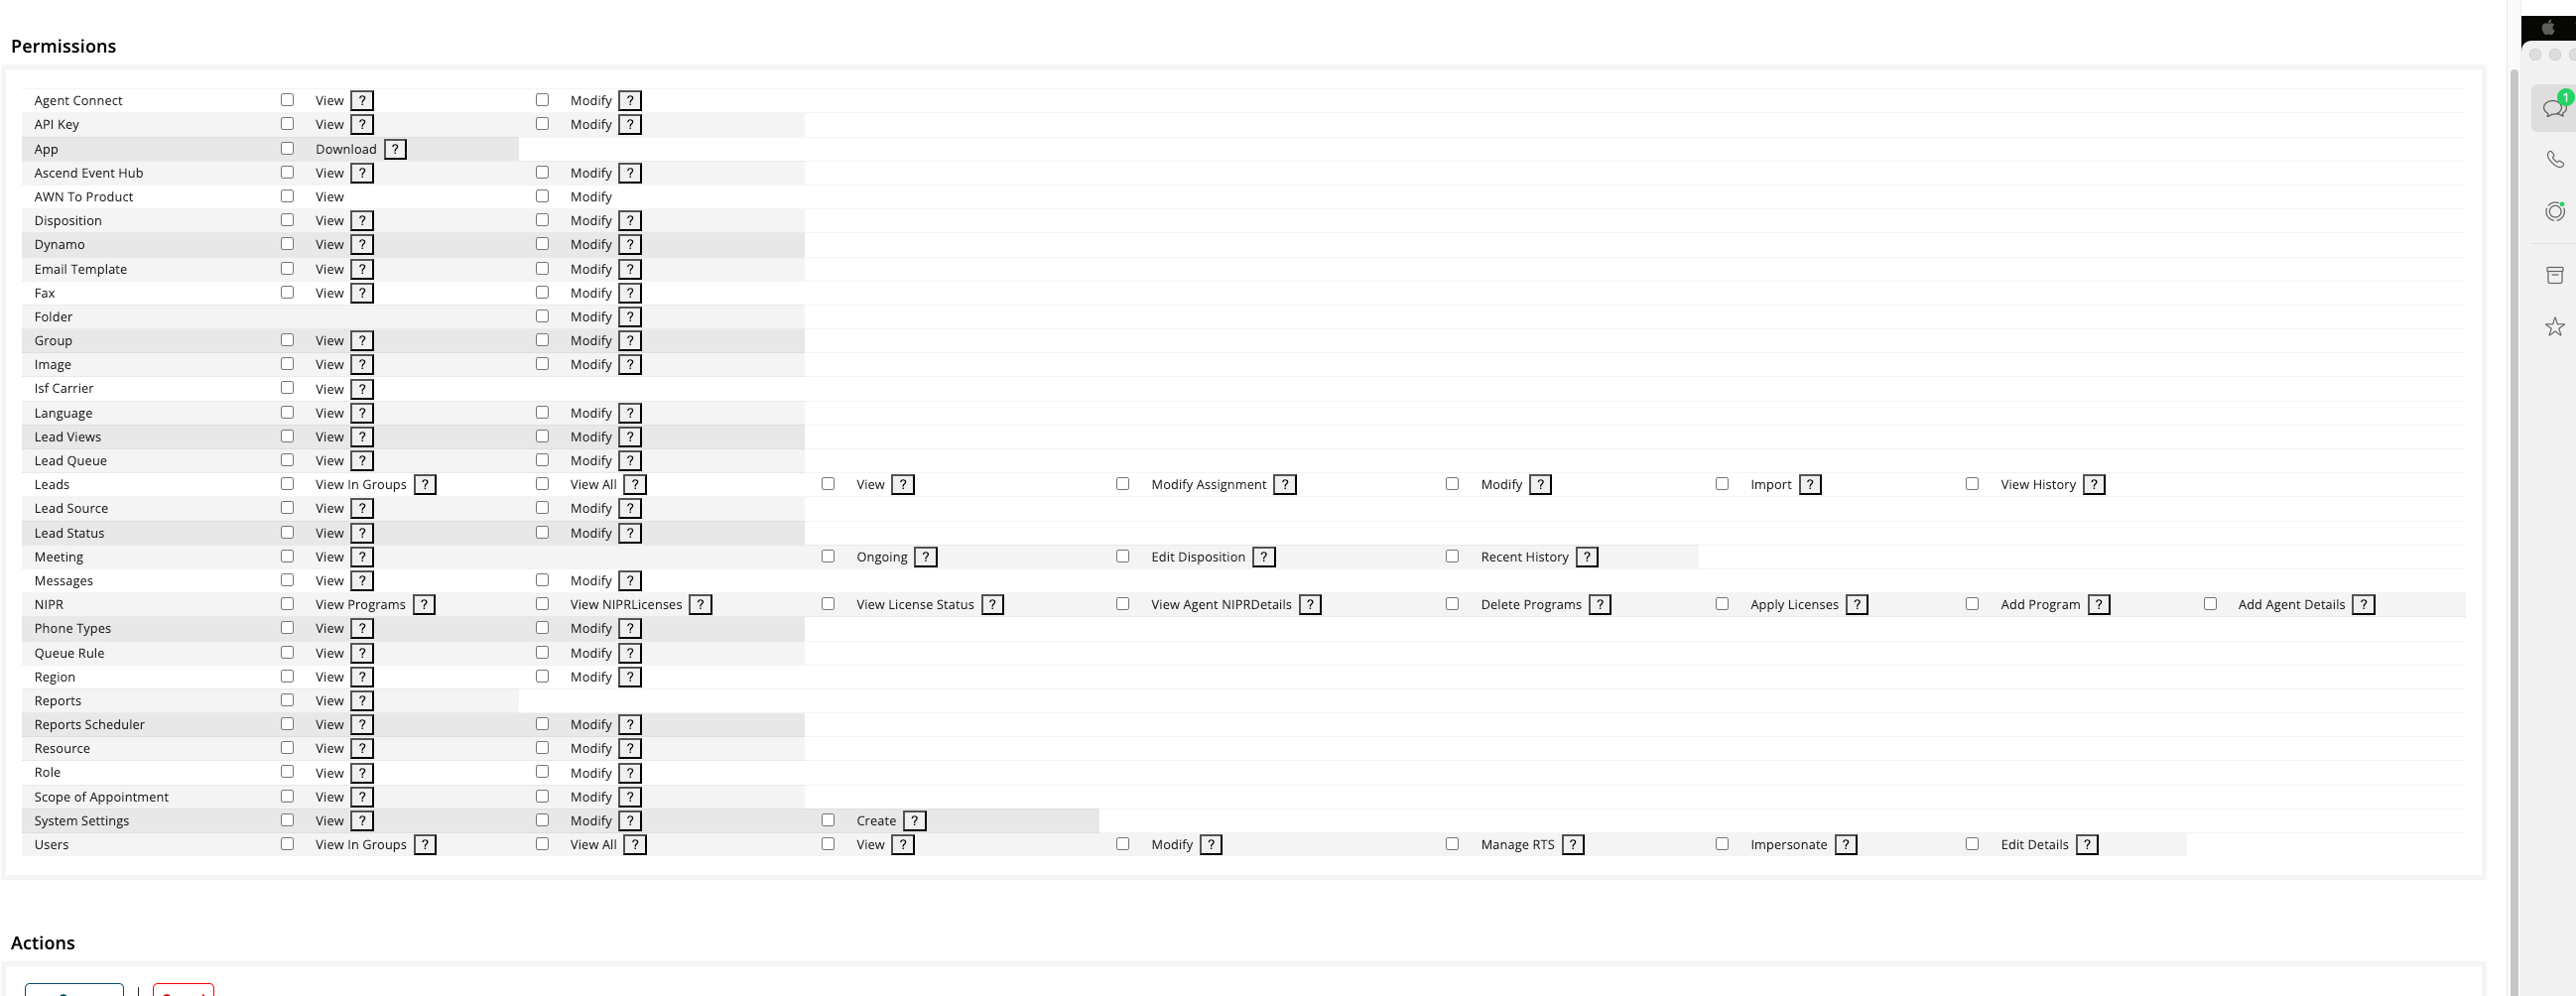 Permissions
1
Agent Connect View ? Modify ?
API Key View ? Modify ?
App Download ?
Ascend Event Hub View ? Modify ?
AWN To Product View Modify
Disposition View ? Modify ?
Dynamo View ? Modify ?
Email Template View ? Modify ?
Fax View ? Modify ?
Folder Modify ?
Group View ? Modify ?
Image View ? Modify ?
Isf Carrier View ?
Language View ? Modify ?
Lead Views View ? Modify ?
Lead Queue View ? Modify ?
Leads View In Groups ? View All ? View ? Modify Assignment ? Modify ? Import ? View History ?
Lead Source View ? Modify ?
Lead Status View ? Modify ?
Meeting View ? Ongoing ? Edit Disposition ? Recent History ?
Messages View ? Modify ?
NIPR View Programs ? View NIPRLicenses ? View License Status ? View Agent NIPRDetails ? Delete Programs ? Apply Licenses ? Add Program ? Add Agent Details ?
Phone Types View ? Modify ?
Queue Rule View ? Modify ?
Region View ? Modify ?
Reports View ?
Reports Scheduler View ? Modify ?
Resource View ? Modify ?
Role View ? Modify ?
Scope of Appointment View ? Modify ?
System Settings View ? Modify ? Create ?
Users View In Groups ? View All ? View ? Modify ? Manage RTS ? Impersonate ? Edit Details ?
Actions